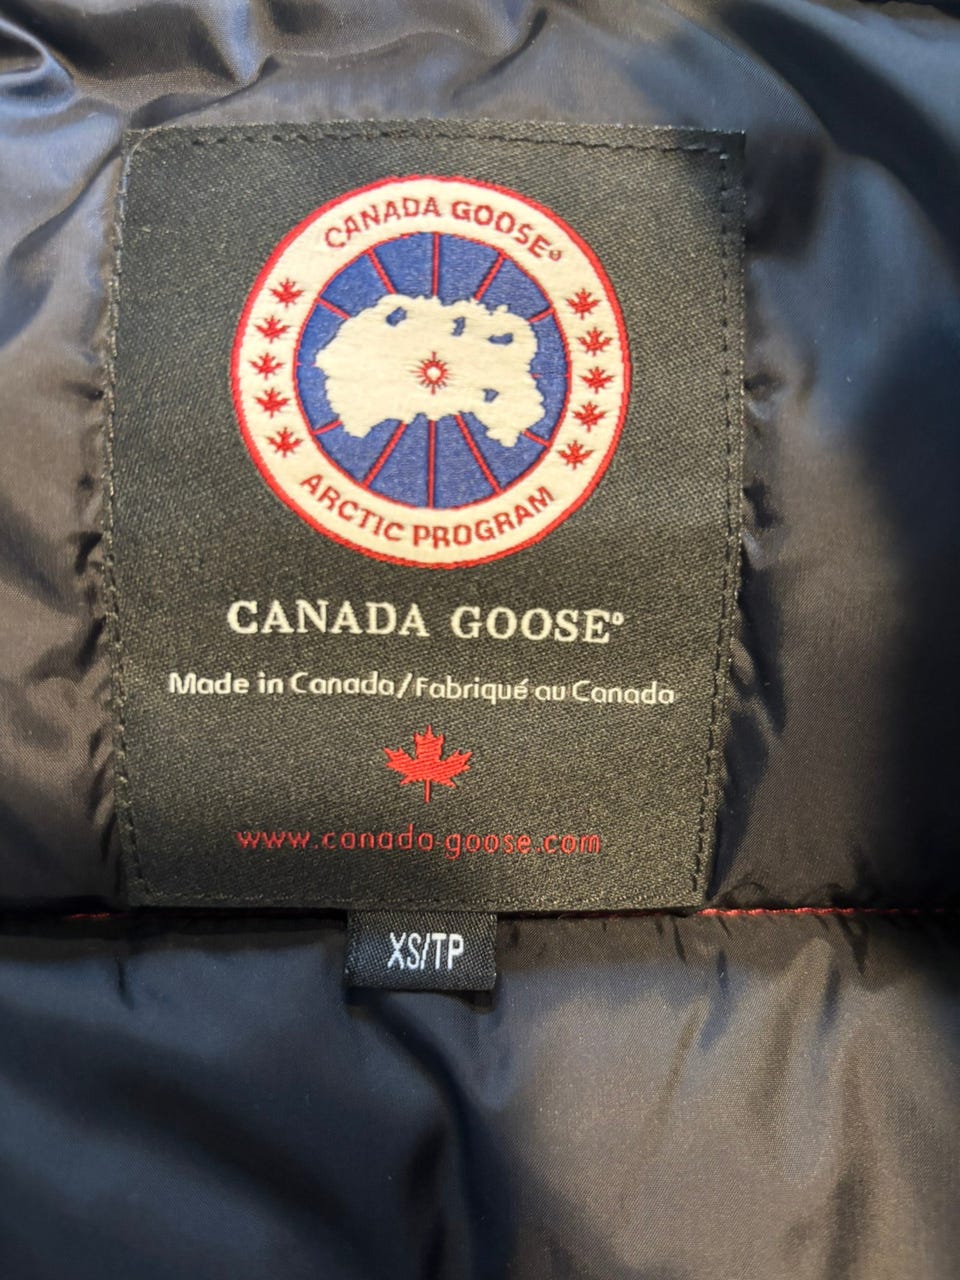 CANADA GOOSE®
ARCTIC PROGRAM
CANADA GOOSE®
Made in Canada/Fabriqué au Canada
www.canada-goose.com
XS/TP